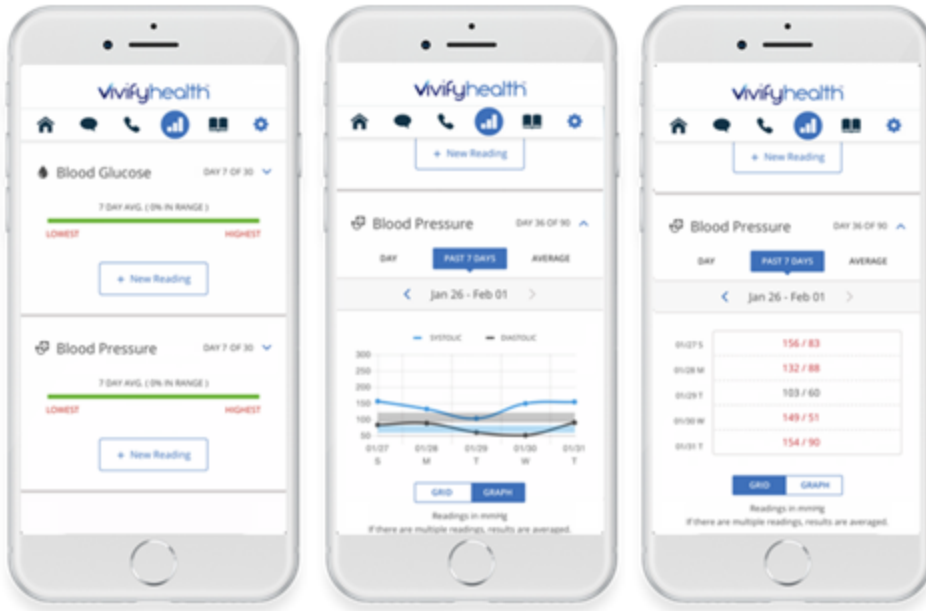 vivifyhealth
Blood Glucose DAY 7 OF 30
7 DAY AVG. ( 0% IN RANGE )
LOWEST HIGHEST
+ New Reading
Blood Pressure DAY 7 OF 30
7 DAY AVG. ( 0% IN RANGE )
LOWEST HIGHEST
+ New Reading
vivifyhealth
+ New Reading
Blood Pressure DAY 36 OF 90
DAY PAST 7 DAYS AVERAGE
Jan 26 - Feb 01
SYSTOLIC DIASTOLIC
300
250
200
150
100
50
01/27 01/28 01/29 01/30 01/31
S M T W T
GRID GRAPH
Readings in mmHg
If there are multiple readings, results are averaged.
vivifyhealth
+ New Reading
Blood Pressure DAY 36 OF 90
DAY PAST 7 DAYS AVERAGE
Jan 26 - Feb 01
01/27 S 156 / 83
01/28 M 132 / 88
01/29 T 103 / 60
01/30 W 149 / 51
01/31 T 154 / 90
GRID GRAPH
Readings in mmHg
If there are multiple readings, results are averaged.